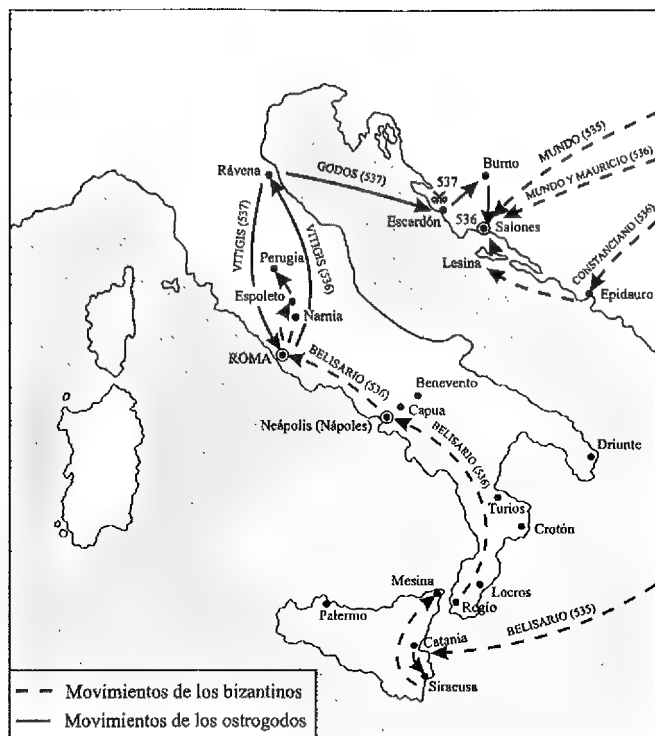 MUNDO (535)
Burno
MUNDO Y MAURICIO (536)
Rávena
GODOS (537)
537
Escardón
536
Salones
CONSTANCIANO (536)
VITIGIS (537)
VITIGIS (536)
Perugia
Lesina
Espoleto
Epidauro
Narnia
ROMA
BELISARIO (536)
Benevento
Capua
Neápolis (Nápoles)
BELISARIO (536)
Driunte
Turios
Crotón
Mesina
Locros
Regío
Palermo
BELISARIO (535)
Catania
Siracusa
Movimientos de los bizantinos
Movimientos de los ostrogodos